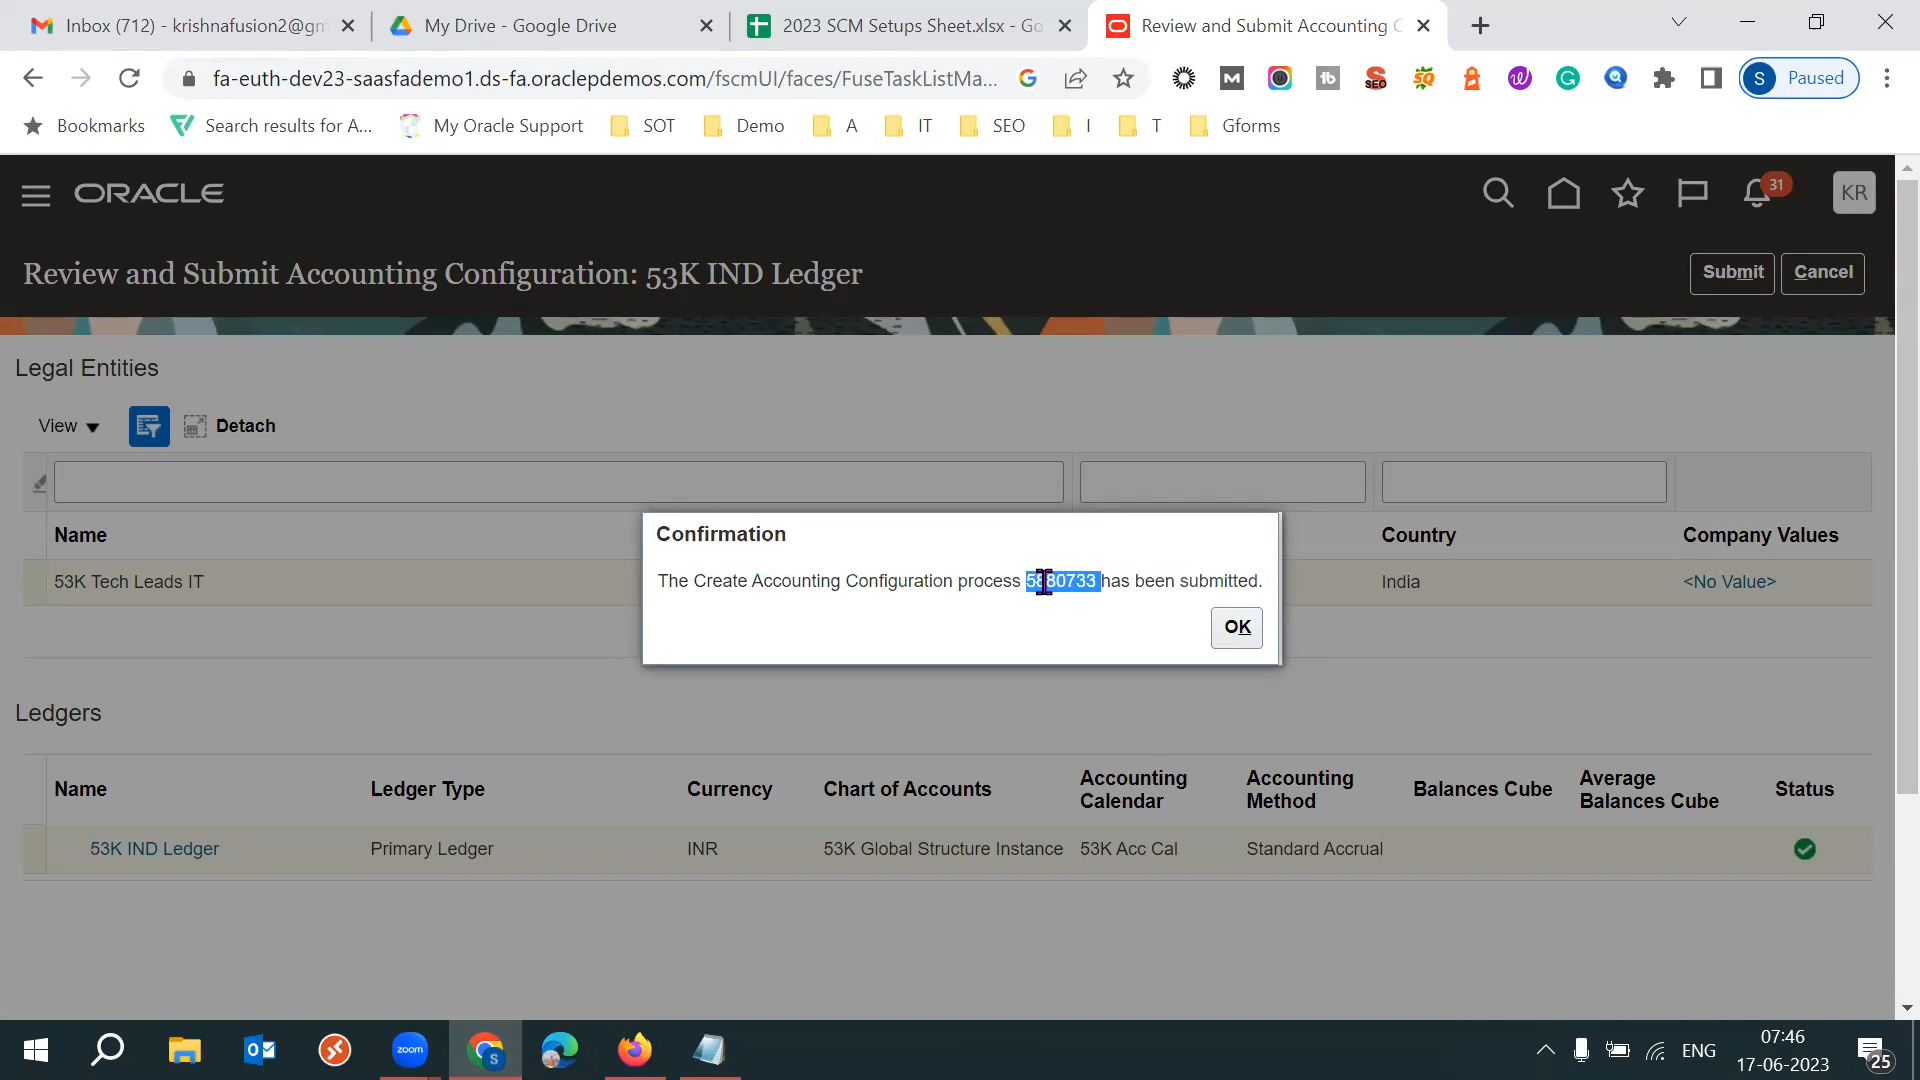 Inbox (712) - krishnafusion2@gm
My Drive - Google Drive
2023 SCM Setups Sheet.xlsx - Go
Review and Submit Accounting C
fa-euth-dev23-saasfademo1.ds-fa.oraclepdemos.com/fscmUI/faces/FuseTaskListMa...
M
tb
SEO
S Paused
Bookmarks
Search results for A...
My Oracle Support
SOT
Demo
A
IT
SEO
I
T
Gforms
ORACLE
31
KR
Review and Submit Accounting Configuration: 53K IND Ledger
Submit
Cancel
Legal Entities
View
Detach
Name
Country
Company Values
53K Tech Leads IT
India
<No Value>
Confirmation
The Create Accounting Configuration process 5880733 has been submitted.
OK
Ledgers
Name
Ledger Type
Currency
Chart of Accounts
Accounting Calendar
Accounting Method
Balances Cube
Average Balances Cube
Status
53K IND Ledger
Primary Ledger
INR
53K Global Structure Instance
53K Acc Cal
Standard Accrual
zoom
S
ENG
07:46
17-06-2023
25